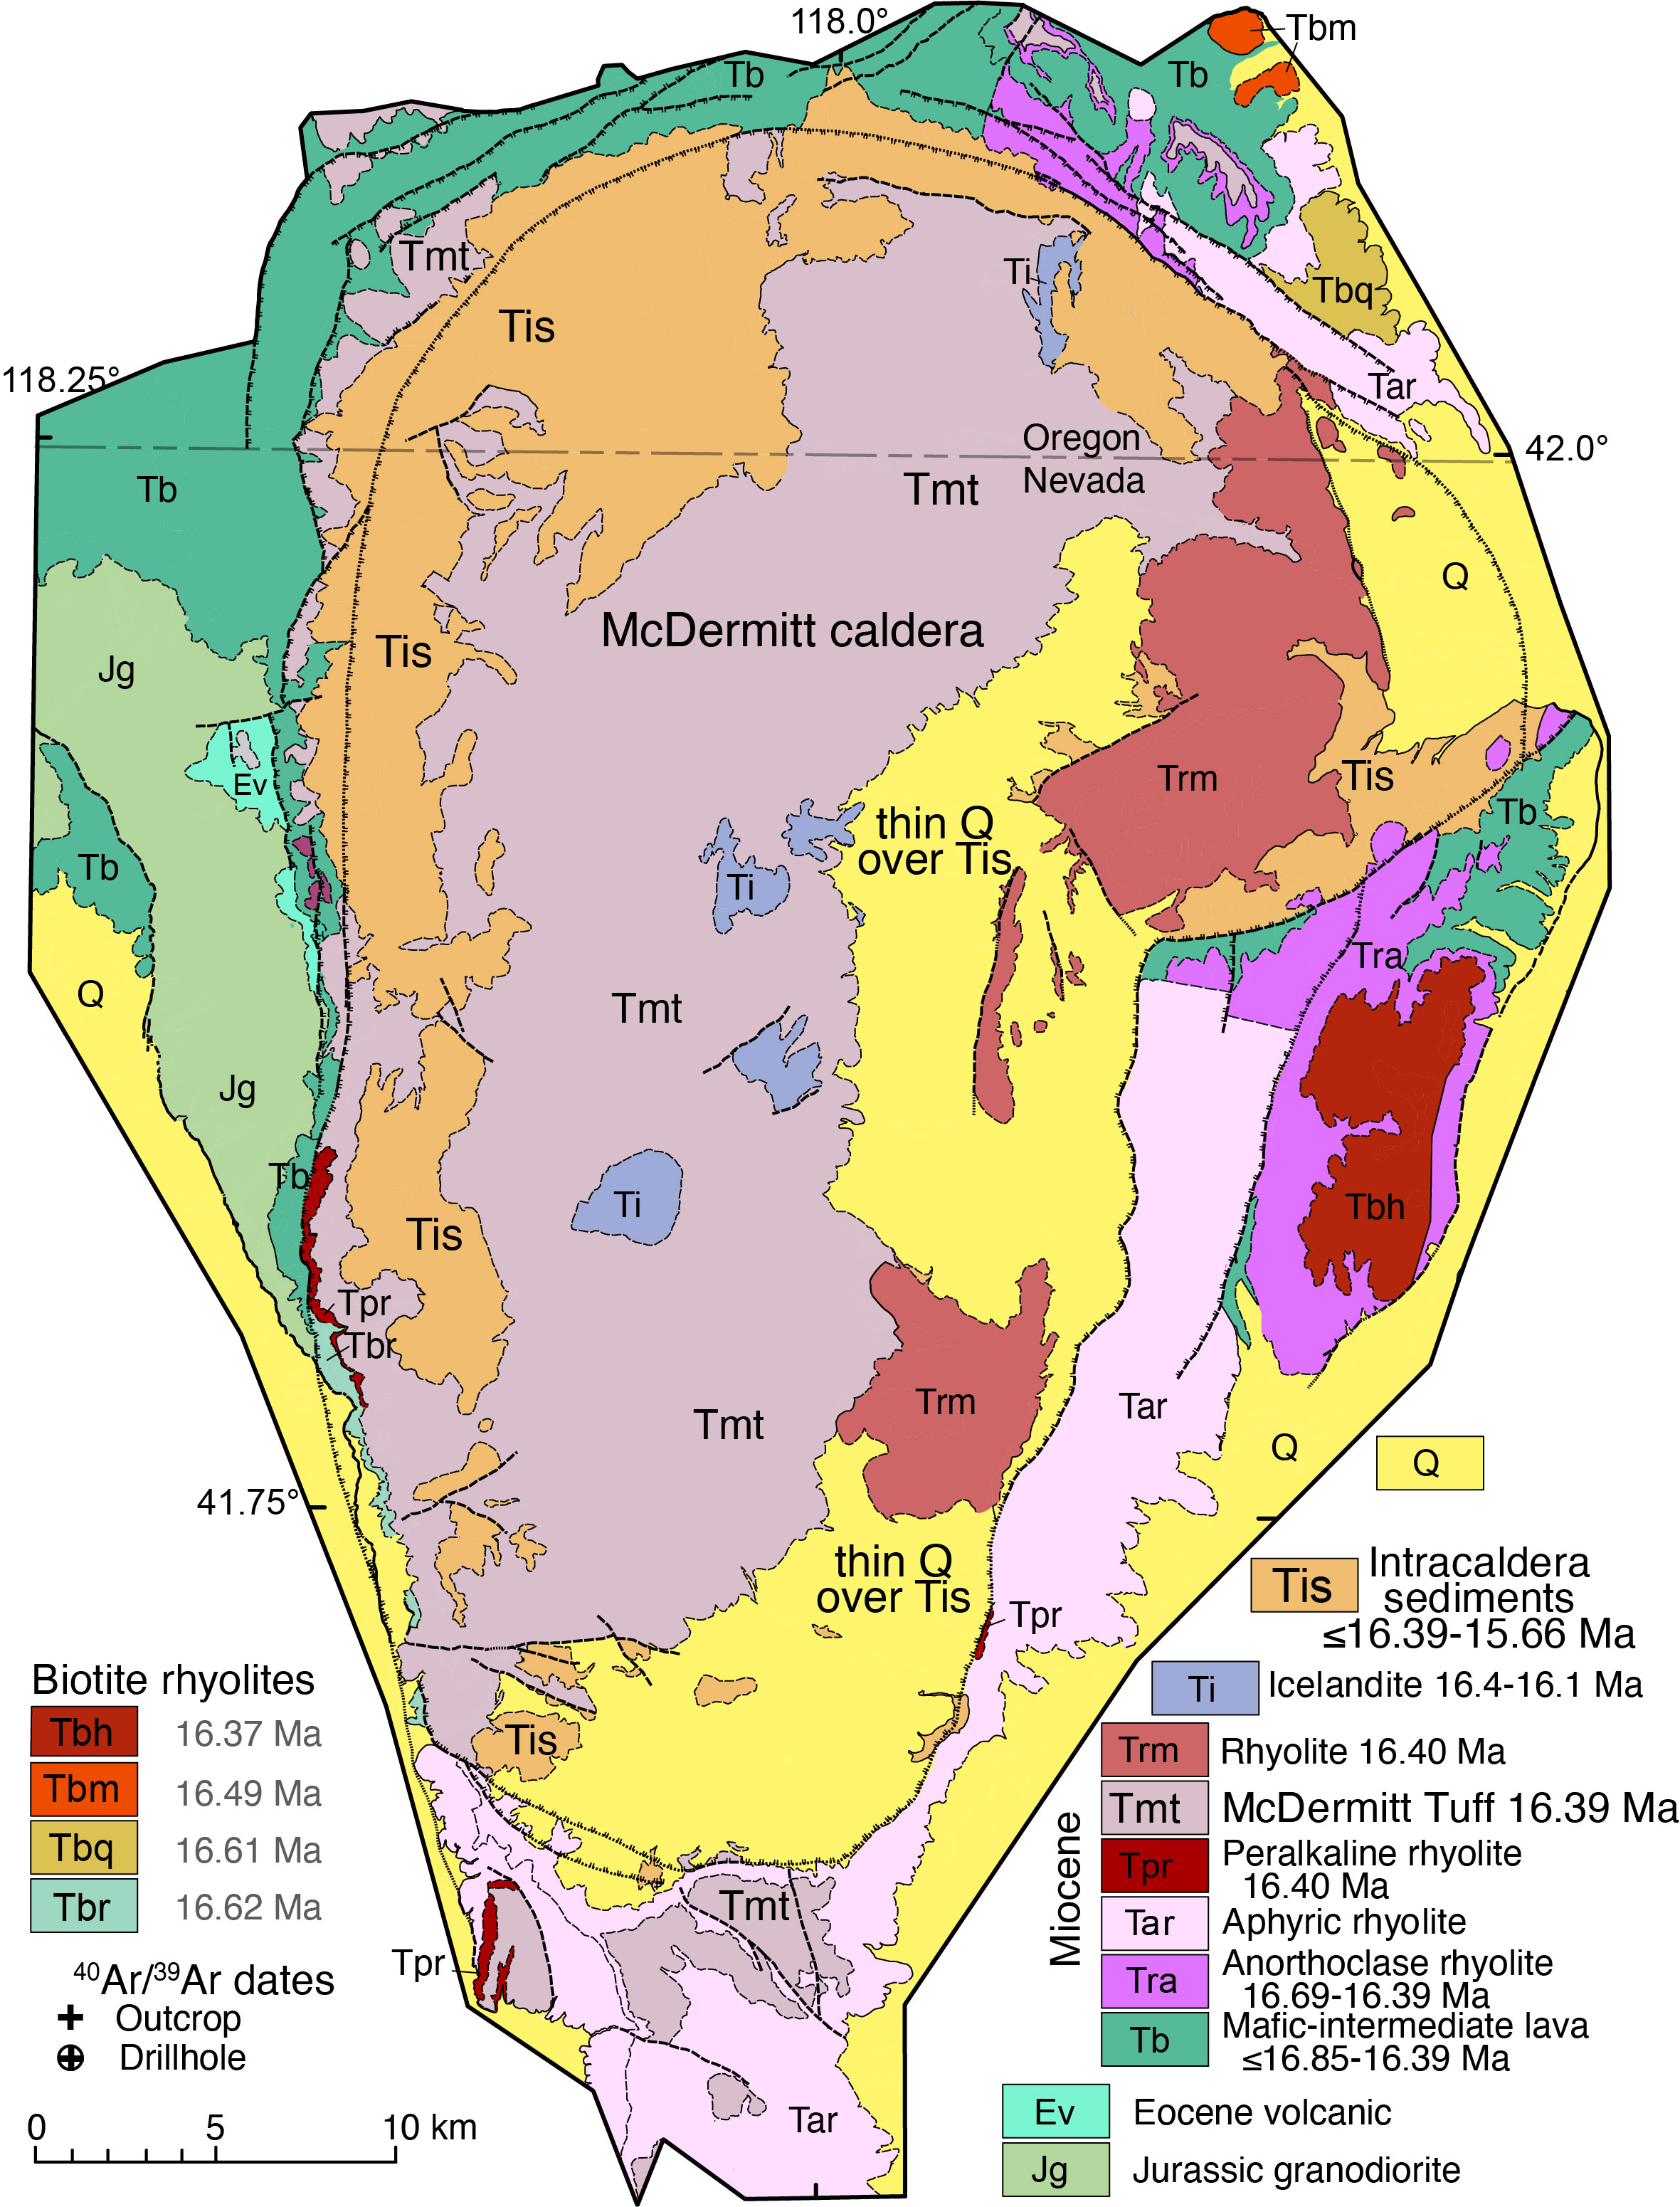 118.0°
Tbm
Tb
Tb
Tmt
Ti
Tbq
Tis
118.25°
Tar
Oregon
Nevada
42.0°
Tb
Tmt
Q
McDermitt caldera
Tis
Jg
Ev
Trm
Tis
thin Q
over Tis
Tb
Tb
Ti
Q
Tmt
Tra
Jg
Tb
Ti
Tis
Tbh
Tpr
Tbr
Trm
Tar
Tmt
Q
Q
41.75°
thin Q
over Tis
Tpr
Tis
Intracaldera
sediments
≤16.39-15.66 Ma
Ti
Icelandite 16.4-16.1 Ma
Biotite rhyolites
Tbh 16.37 Ma
Tbm 16.49 Ma
Tbq 16.61 Ma
Tbr 16.62 Ma
Tis
Miocene
Trm Rhyolite 16.40 Ma
Tmt McDermitt Tuff 16.39 Ma
Tpr Peralkaline rhyolite
16.40 Ma
Tar Aphyric rhyolite
Tra Anorthoclase rhyolite
16.69-16.39 Ma
Tb Mafic-intermediate lava
≤16.85-16.39 Ma
Ev Eocene volcanic
Jg Jurassic granodiorite
Tmt
Tpr
40Ar/39Ar dates
Outcrop
Drillhole
Tar
0 5 10 km